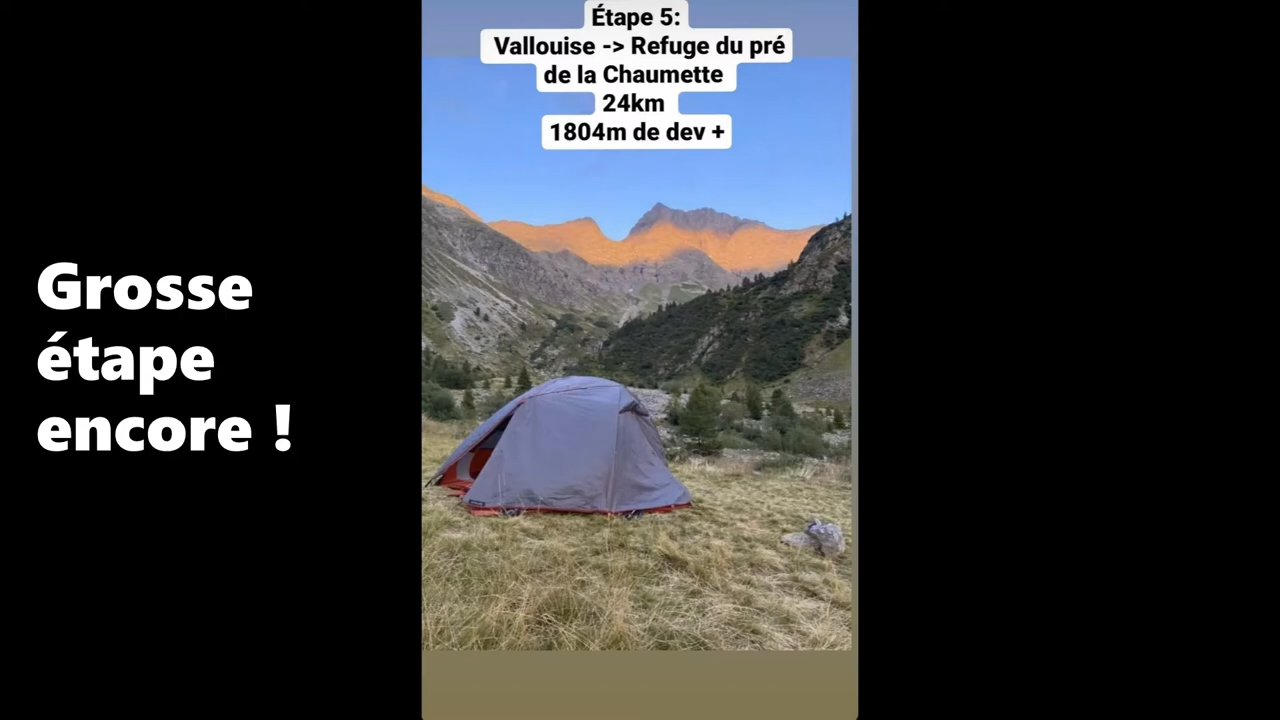 Étape 5:
Vallouise -> Refuge du pré
de la Chaumette
24km
1804m de dev +
Grosse
étape
encore !